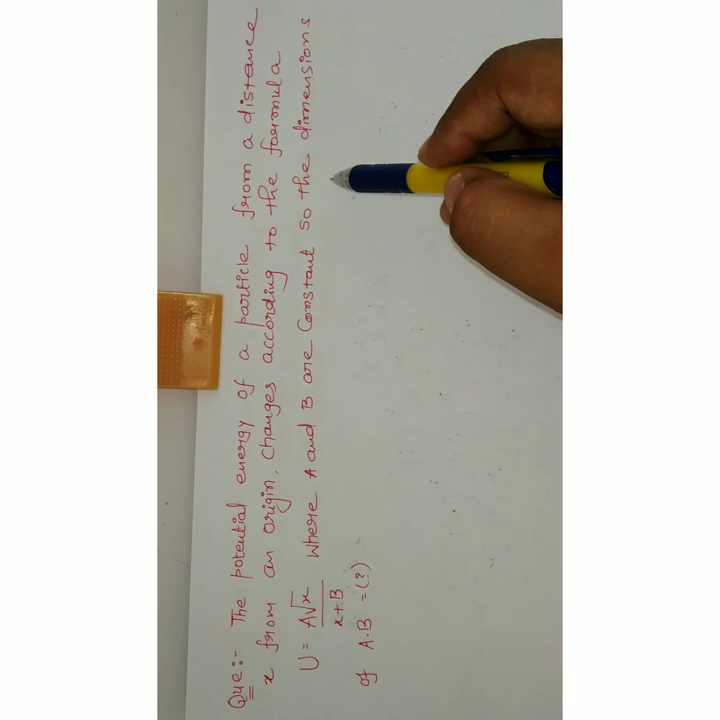 Que:- The potential energy of a particle from a distance
x from an origin, changes according to the formula
U = A√x / x+B where A and B are Constant so the dimensions
of A.B = (?)